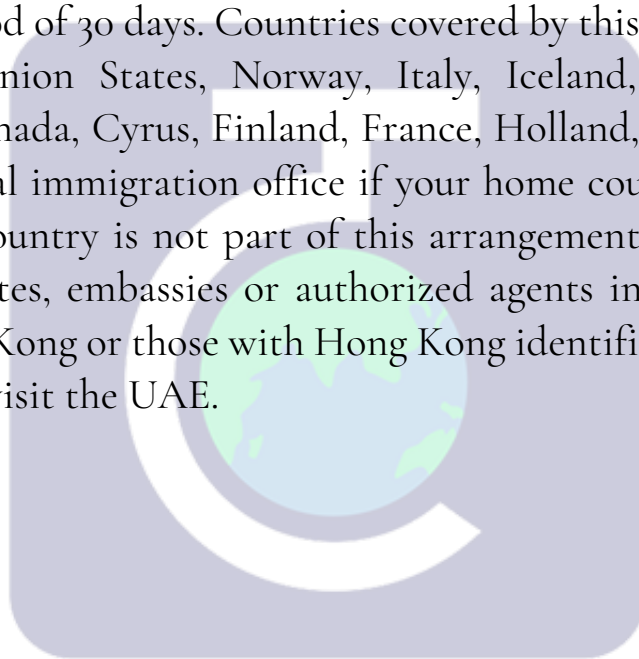 od of 30 days. Countries covered by this
nion States, Norway, Italy, Iceland,
nada, Cyrus, Finland, France, Holland,
al immigration office if your home cou
ountry is not part of this arrangement
tes, embassies or authorized agents in
Kong or those with Hong Kong identifi
visit the UAE.